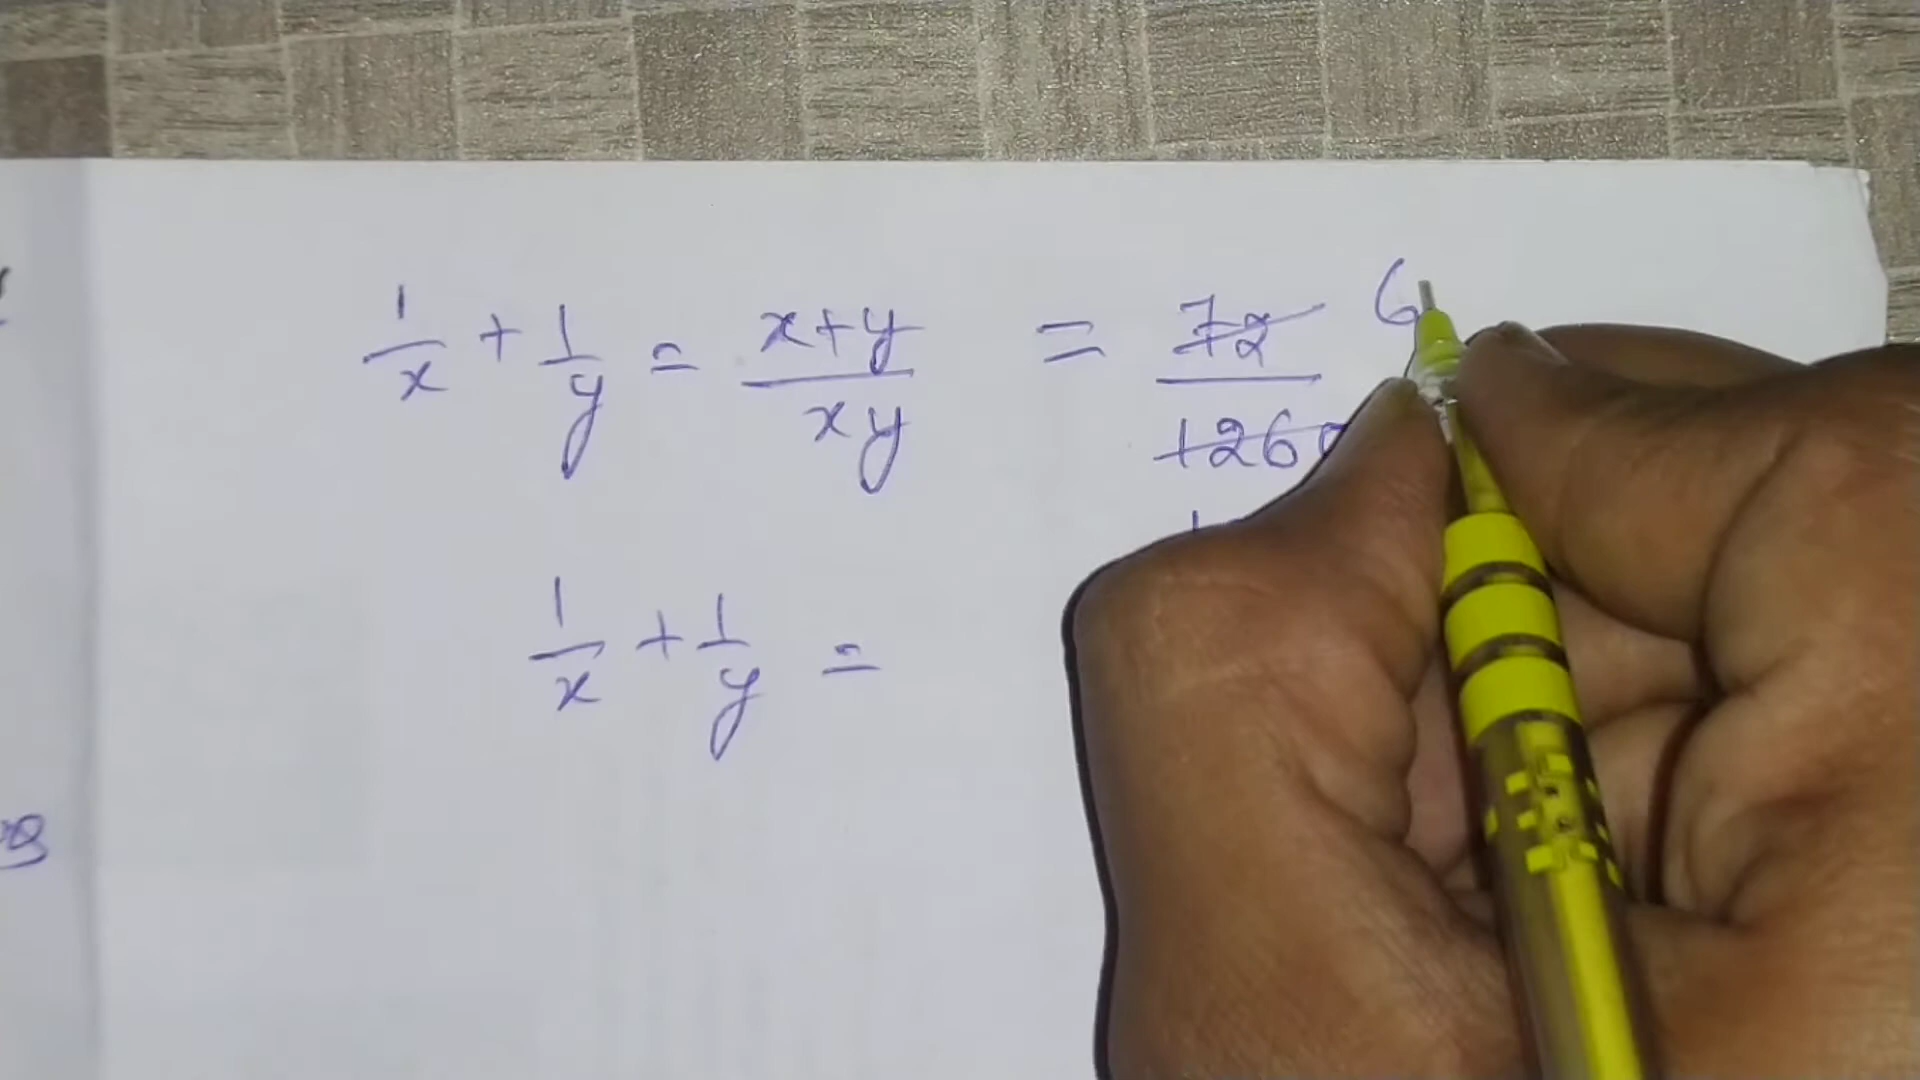 1/x + 1/y = x+y/xy = 72/1260 6
1/x + 1/y =